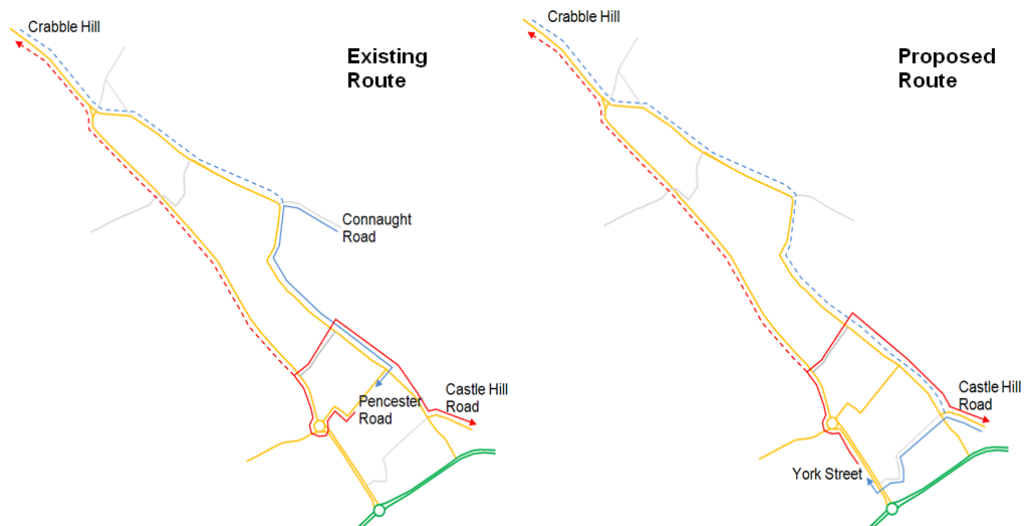 Crabble Hill
Existing
Route
Connaught
Road
Castle Hill
Road
Pencester
Road
Crabble Hill
Proposed
Route
Castle Hill
Road
York Street